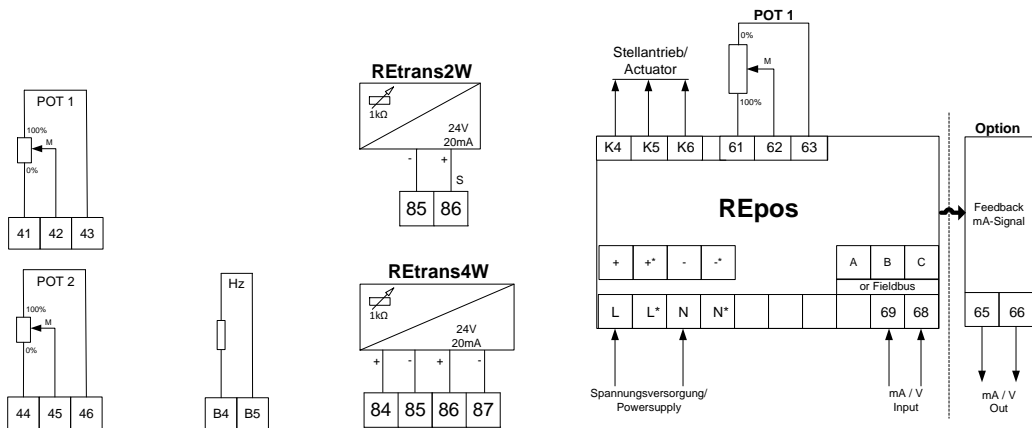 POT 1
100%
M
0%
41 42 43
POT 2
100%
M
0%
44 45 46
Hz
B4 B5
REtrans2W
1kΩ
24V
20mA
- +
S
85 86
REtrans4W
1kΩ
24V
20mA
+ - + -
84 85 86 87
POT 1
0%
M
100%
Stellantrieb/
Actuator
K4 K5 K6 61 62 63
REpos
+ +* - -* A B C
or Fieldbus
L L* N N* 69 68
Spannungsversorgung/
Powersupply
mA / V
Input
Option
Feedback
mA-Signal
65 66
mA / V
Out